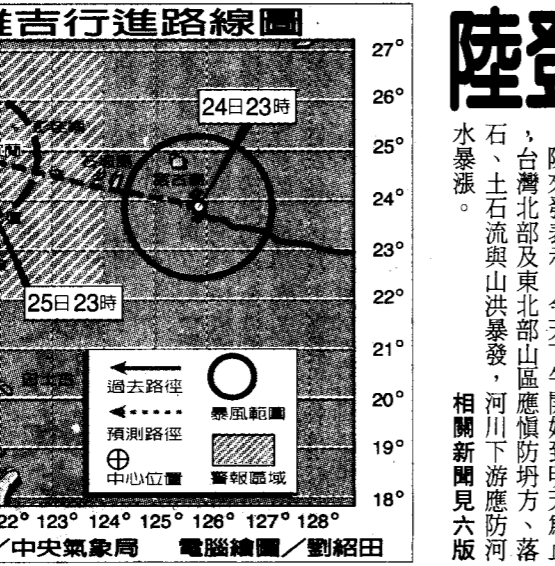 吉行進路線圖
24日23時
25日23時
27°
26°
25°
24°
23°
22°
21°
20°
19°
18°
過去路徑
暴風範圍
預測路徑
中心位置
警報區域
22° 123° 124° 125° 126° 127° 128°
/中央氣象局 電腦繪圖/劉紹田
陸
,台灣北部及東北部山區應慎防坍方、落
石、土石流與山洪暴發,河川下游應防河
水暴漲。
相關新聞見六版